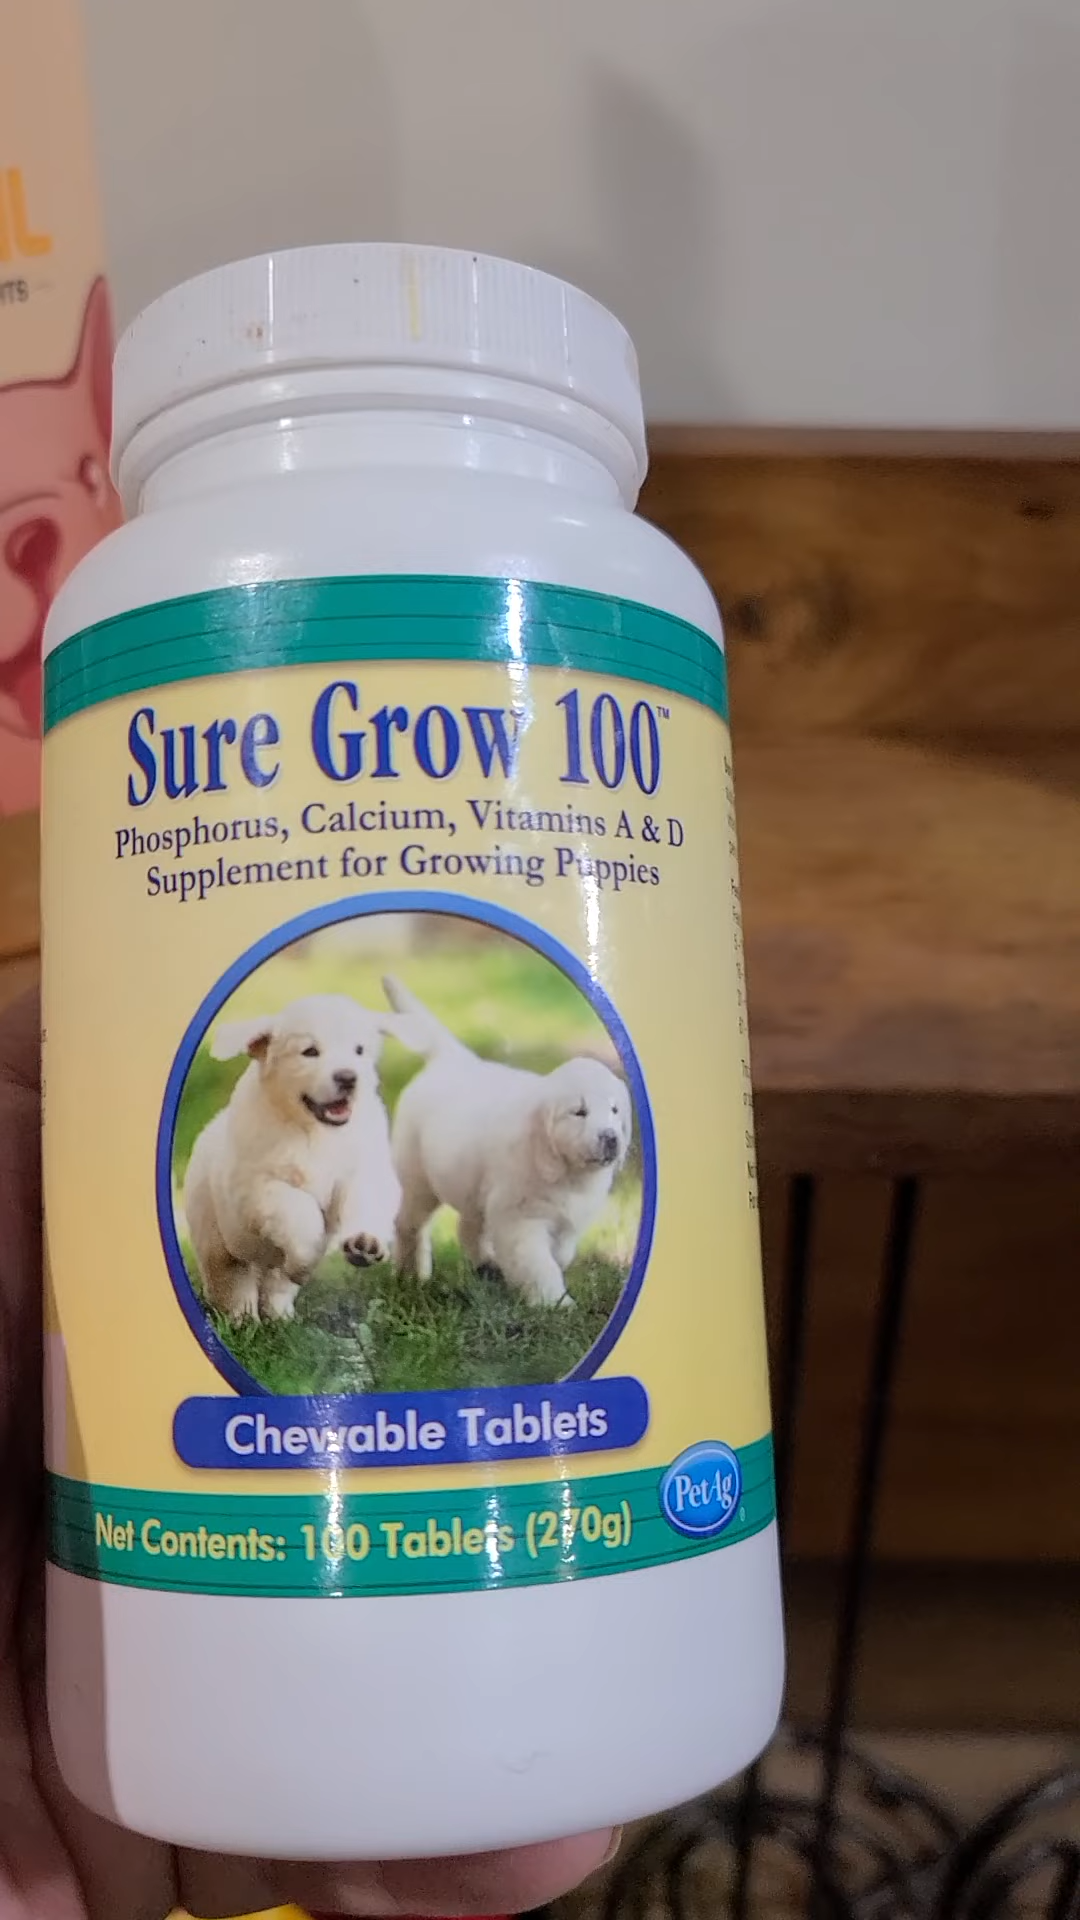 Sure Grow 100™
Phosphorus, Calcium, Vitamins A & D
Supplement for Growing Puppies
Chewable Tablets
PetAg
Net Contents: 100 Tablets (270g)